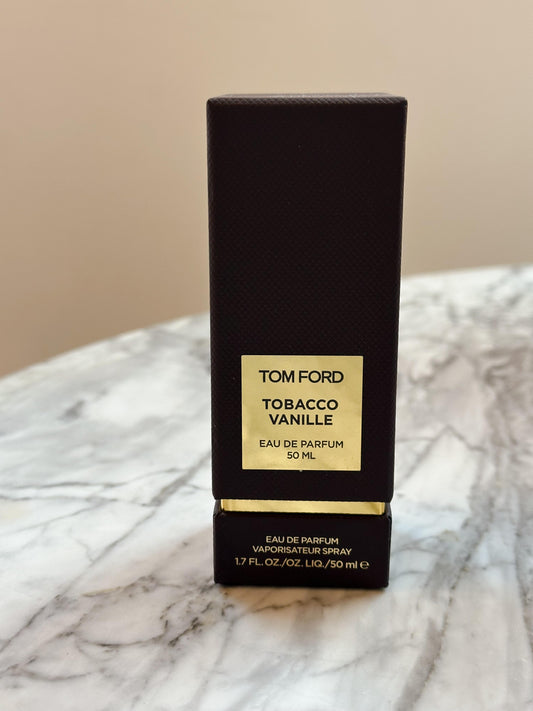 TOM FORD
TOBACCO
VANILLE
EAU DE PARFUM
50 ML
EAU DE PARFUM
VAPORISATEUR SPRAY
1.7 FL. OZ./OZ. LIQ./50 ml ℮